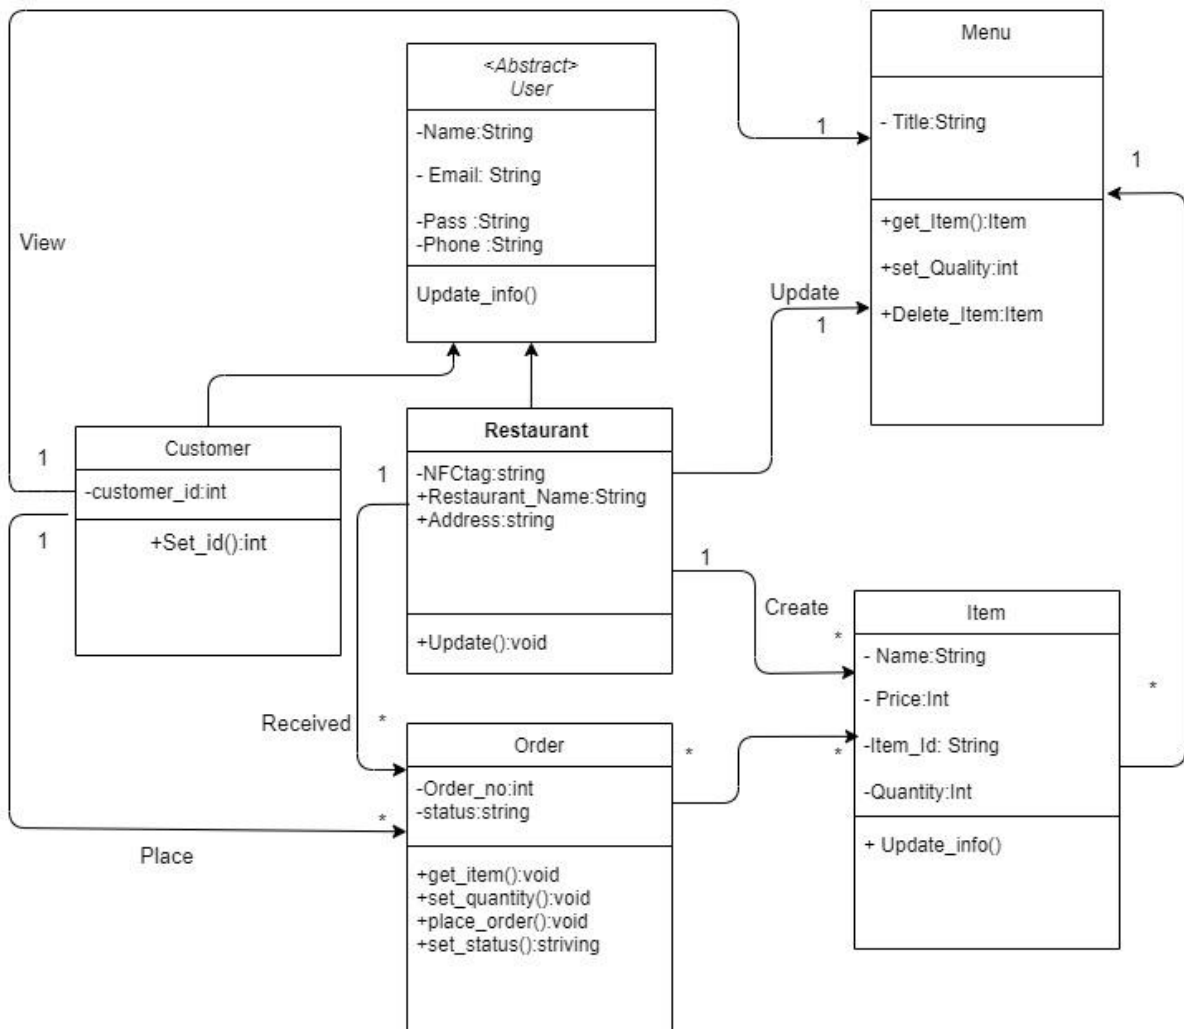 <Abstract>
User
-Name:String
- Email: String
-Pass :String
-Phone :String
Update_info()
Menu
- Title:String
+get_Item():Item
+set_Quality:int
+Delete_Item:Item
1
1
View
Update
1
Customer
-customer_id:int
+Set_id():int
1
1
Restaurant
-NFCtag:string
+Restaurant_Name:String
+Address:string
+Update():void
1
1
Create
*
Item
- Name:String
- Price:Int
-Item_Id: String
-Quantity:Int
+ Update_info()
*
Received
*
Order
-Order_no:int
-status:string
+get_item():void
+set_quantity():void
+place_order():void
+set_status():striving
*
*
*
Place